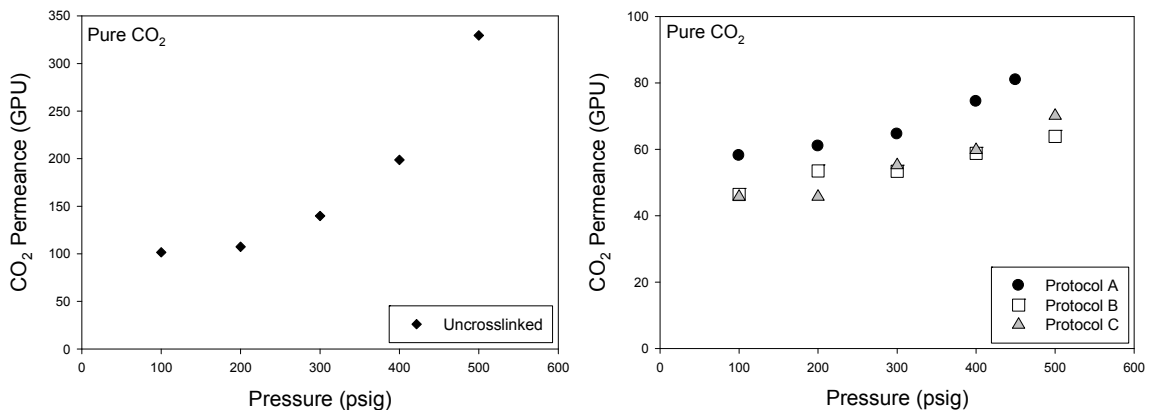 Pure CO₂
CO₂ Permeance (GPU)
350
300
250
200
150
100
50
0
0 100 200 300 400 500 600
Pressure (psig)
Uncrosslinked
Pure CO₂
CO₂ Permeance (GPU)
100
80
60
40
20
0
0 100 200 300 400 500 600
Pressure (psig)
Protocol A
Protocol B
Protocol C